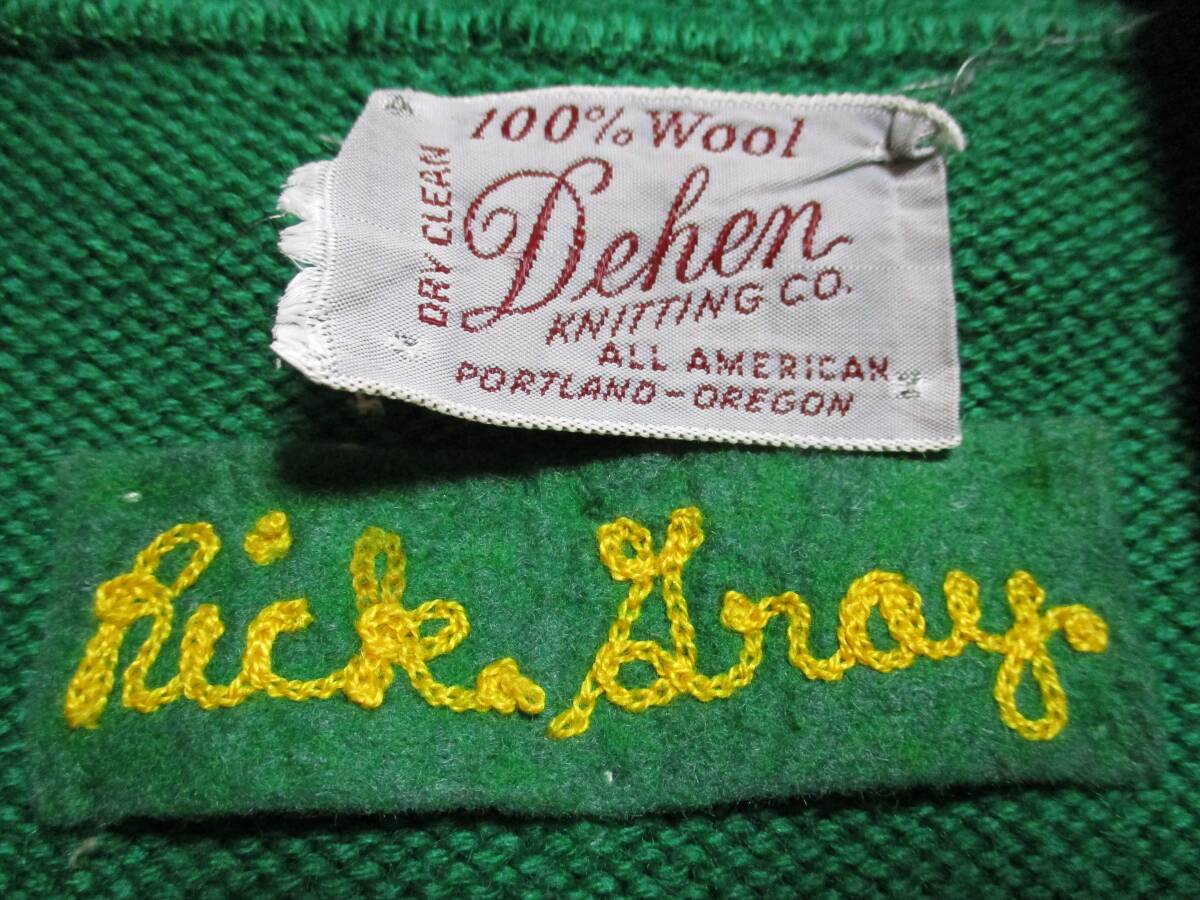 100% Wool
DRY CLEAN
Dehen
KNITTING CO.
ALL AMERICAN
PORTLAND-OREGON
Rick Gray